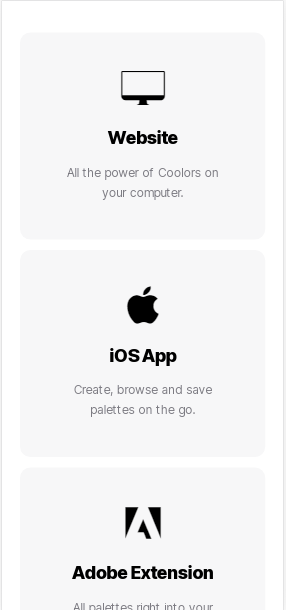 Website
All the power of Coolors on
your computer.
iOS App
Create, browse and save
palettes on the go.
Adobe Extension
All palettes right into your